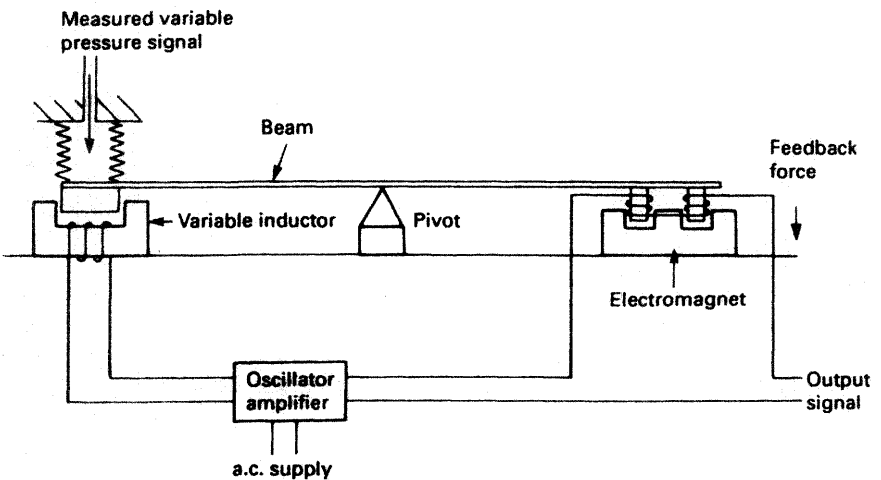 Measured variable
pressure signal
Beam
Feedback
force
Variable inductor
Pivot
Electromagnet
Oscillator
amplifier
Output
signal
a.c. supply